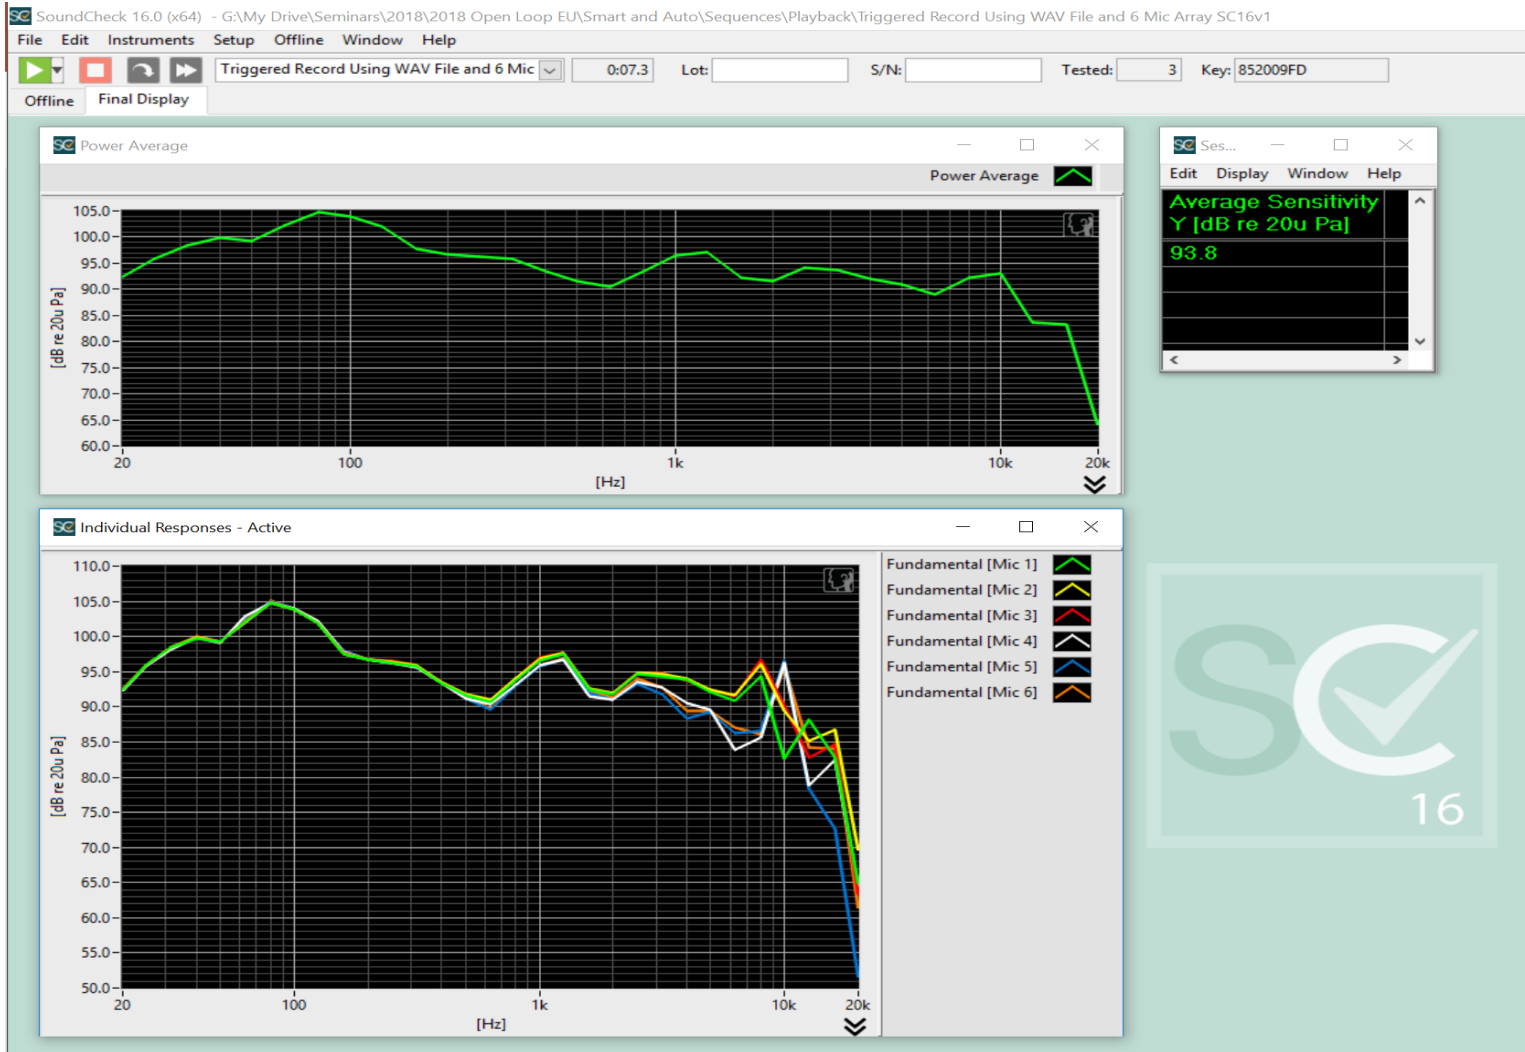 SoundCheck 16.0 (x64) - G:\My Drive\Seminars\2018\2018 Open Loop EU\Smart and Auto\Sequences\Playback\Triggered Record Using WAV File and 6 Mic Array SC16v1
File Edit Instruments Setup Offline Window Help
Triggered Record Using WAV File and 6 Mic 0:07.3 Lot: S/N: Tested: 3 Key: 852009FD
Offline Final Display
SC Power Average
Power Average
105.0
100.0
95.0
90.0
85.0
80.0
75.0
70.0
65.0
60.0
[dB re 20u Pa]
20 100 1k 10k 20k
[Hz]
SC Ses...
Edit Display Window Help
Average Sensitivity
Y [dB re 20u Pa]
93.8
SC Individual Responses - Active
110.0
105.0
100.0
95.0
90.0
85.0
80.0
75.0
70.0
65.0
60.0
55.0
50.0
[dB re 20u Pa]
20 100 1k 10k 20k
[Hz]
Fundamental [Mic 1]
Fundamental [Mic 2]
Fundamental [Mic 3]
Fundamental [Mic 4]
Fundamental [Mic 5]
Fundamental [Mic 6]
SC
16